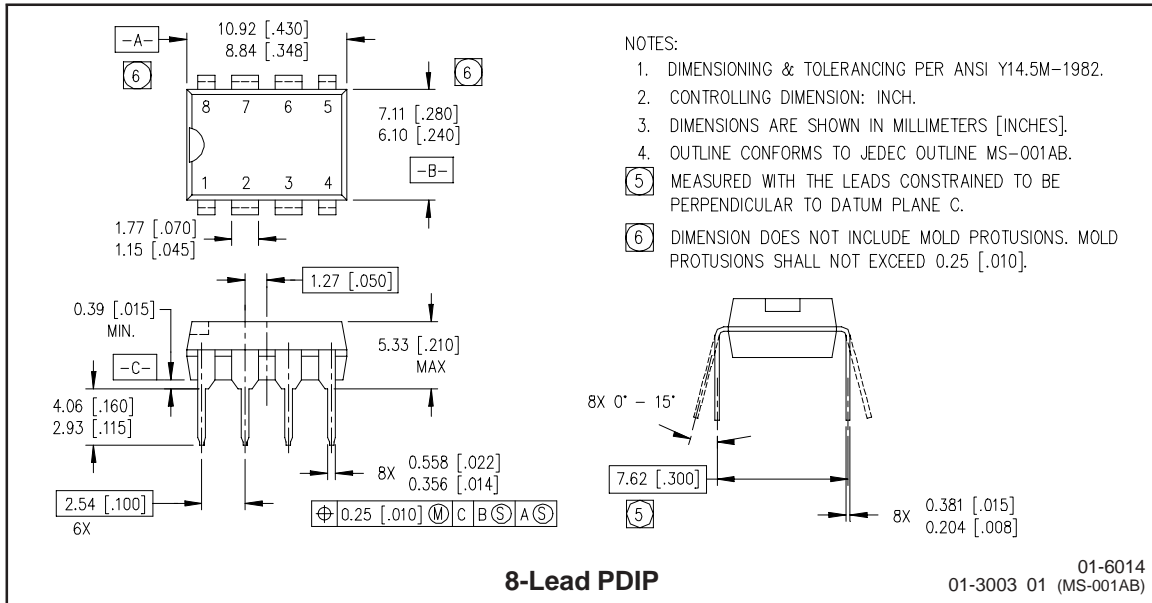 -A-
10.92 [.430]
8.84 [.348]
6
6
8 7 6 5
1 2 3 4
7.11 [.280]
6.10 [.240]
-B-
1.77 [.070]
1.15 [.045]
1.27 [.050]
0.39 [.015]
MIN.
-C-
5.33 [.210]
MAX
4.06 [.160]
2.93 [.115]
8X 0.558 [.022]
0.356 [.014]
2.54 [.100]
6X
⌖ 0.25 [.010] Ⓜ C B Ⓢ A Ⓢ
NOTES:
1. DIMENSIONING & TOLERANCING PER ANSI Y14.5M-1982.
2. CONTROLLING DIMENSION: INCH.
3. DIMENSIONS ARE SHOWN IN MILLIMETERS [INCHES].
4. OUTLINE CONFORMS TO JEDEC OUTLINE MS-001AB.
5 MEASURED WITH THE LEADS CONSTRAINED TO BE
PERPENDICULAR TO DATUM PLANE C.
6 DIMENSION DOES NOT INCLUDE MOLD PROTUSIONS. MOLD
PROTUSIONS SHALL NOT EXCEED 0.25 [.010].
8X 0° - 15°
7.62 [.300]
5
8X 0.381 [.015]
0.204 [.008]
8-Lead PDIP
01-6014
01-3003 01 (MS-001AB)